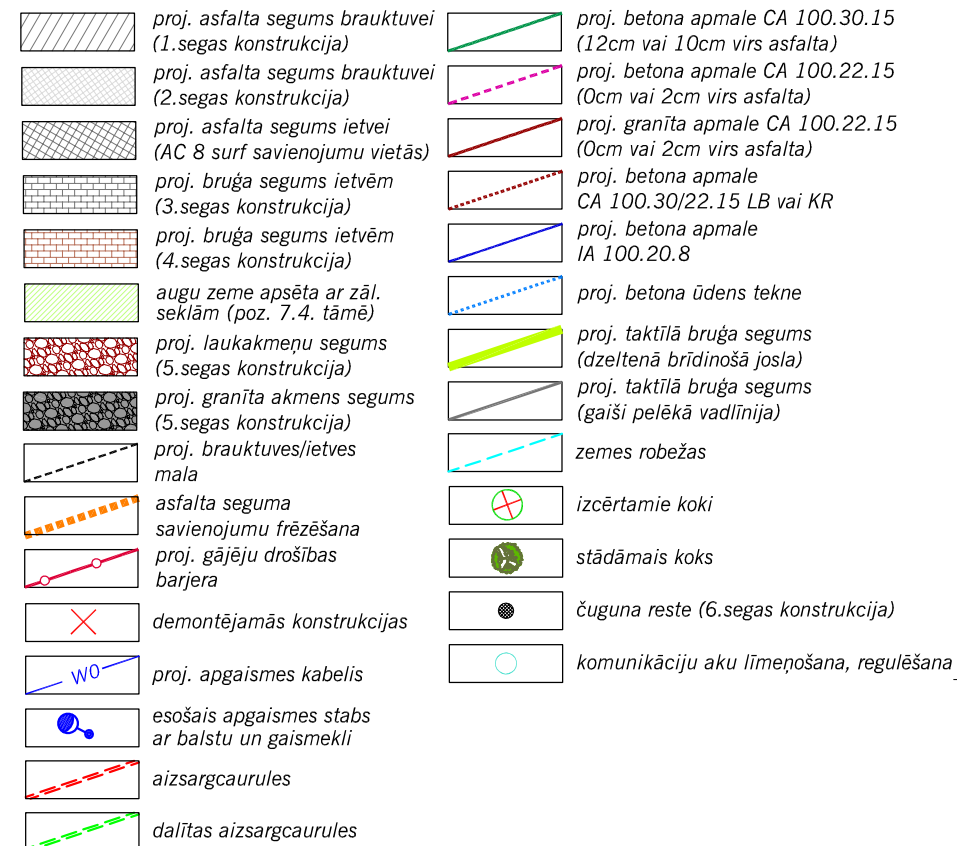 proj. asfalta segums brauktuvei
(1.segas konstrukcija)
proj. asfalta segums brauktuvei
(2.segas konstrukcija)
proj. asfalta segums ietvei
(AC 8 surf savienojumu vietās)
proj. bruģa segums ietvēm
(3.segas konstrukcija)
proj. bruģa segums ietvēm
(4.segas konstrukcija)
augu zeme apsēta ar zāl.
seklām (poz. 7.4. tāmē)
proj. laukakmeņu segums
(5.segas konstrukcija)
proj. granīta akmens segums
(5.segas konstrukcija)
proj. brauktuves/ietves
mala
asfalta seguma
savienojumu frēzēšana
proj. gājēju drošības
barjera
demontējamās konstrukcijas
W0
proj. apgaismes kabelis
esošais apgaismes stabs
ar balstu un gaismekli
aizsargcaurules
dalītas aizsargcaurules
proj. betona apmale CA 100.30.15
(12cm vai 10cm virs asfalta)
proj. betona apmale CA 100.22.15
(0cm vai 2cm virs asfalta)
proj. granīta apmale CA 100.22.15
(0cm vai 2cm virs asfalta)
proj. betona apmale
CA 100.30/22.15 LB vai KR
proj. betona apmale
IA 100.20.8
proj. betona ūdens tekne
proj. taktīlā bruģa segums
(dzeltenā brīdinošā josla)
proj. taktīlā bruģa segums
(gaiši pelēkā vadlīnija)
zemes robežas
izcērtamie koki
stādāmais koks
čuguna reste (6.segas konstrukcija)
komunikāciju aku līmeņošana, regulēšana